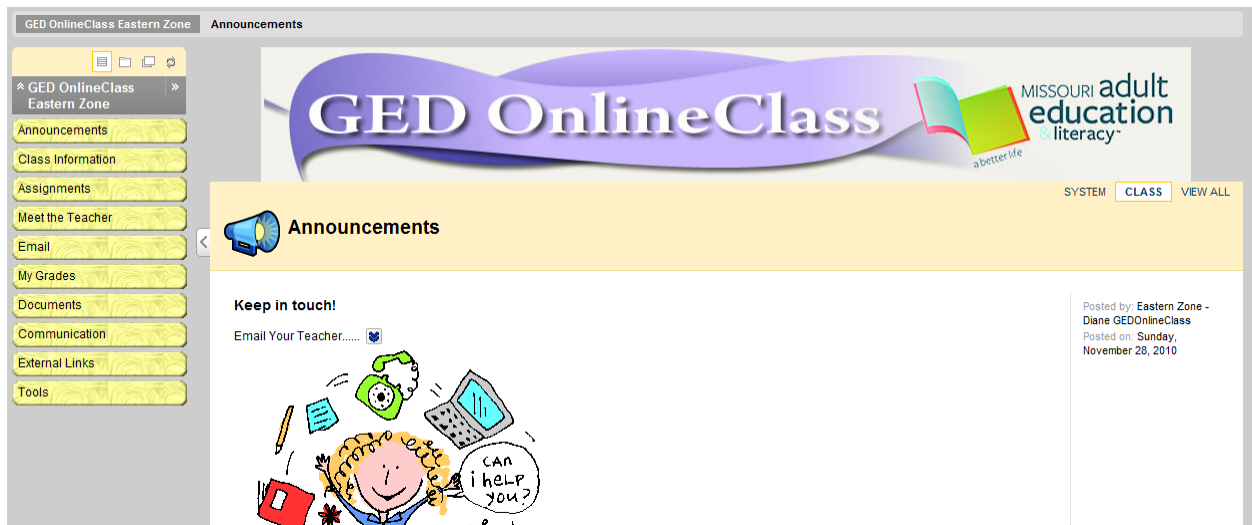 GED OnlineClass Eastern Zone Announcements
GED OnlineClass
Eastern Zone
Announcements
Class Information
Assignments
Meet the Teacher
Email
My Grades
Documents
Communication
External Links
Tools
GED OnlineClass
MISSOURI adult
education
& literacy
a better life
SYSTEM CLASS VIEW ALL
Announcements
Keep in touch!
Email Your Teacher......
CAN
i heLP
you?
Posted by: Eastern Zone -
Diane GEDOnlineClass
Posted on: Sunday,
November 28, 2010